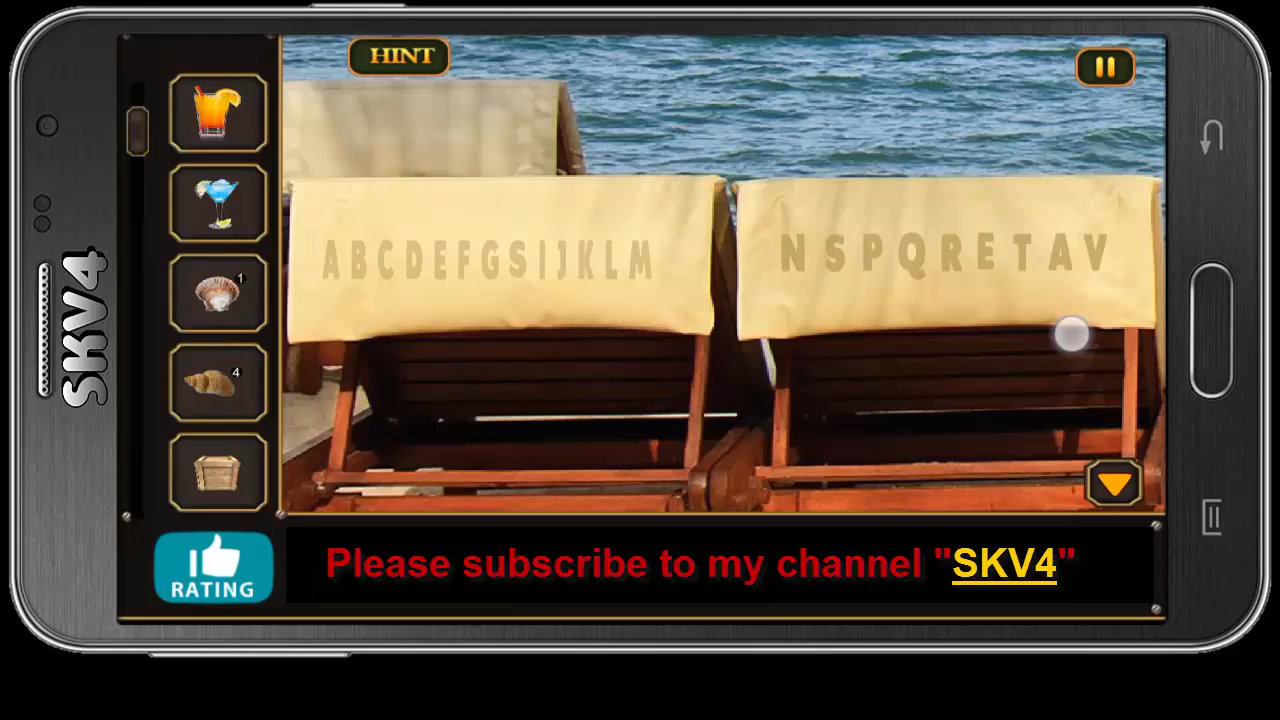 HINT
1
4
SKV4
ABCDEFGSIJKLM
NSPQRETAV
RATING
Please subscribe to my channel "SKV4"